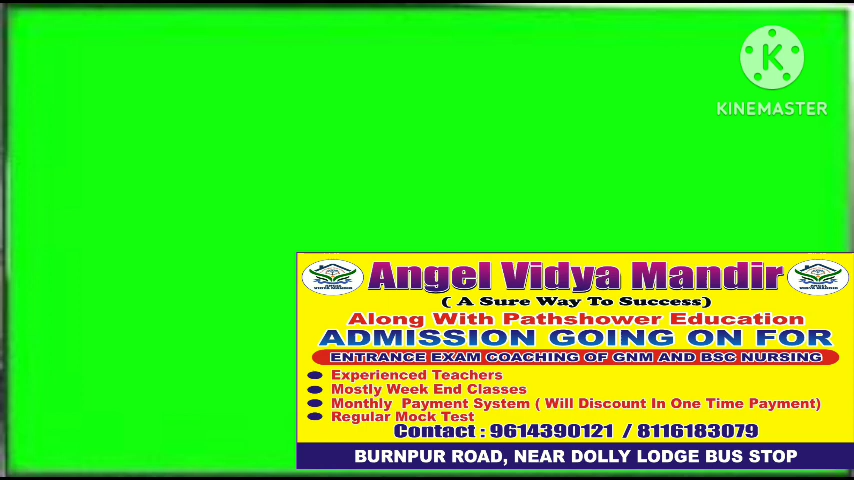 K
KINEMASTER
Angel Vidya Mandir
( A Sure Way To Success)
Along With Pathshower Education
ADMISSION GOING ON FOR
ENTRANCE EXAM COACHING OF GNM AND BSC NURSING
Experienced Teachers
Mostly Week End Classes
Monthly Payment System ( Will Discount In One Time Payment)
Regular Mock Test
Contact : 9614390121 / 8116183079
BURNPUR ROAD, NEAR DOLLY LODGE BUS STOP